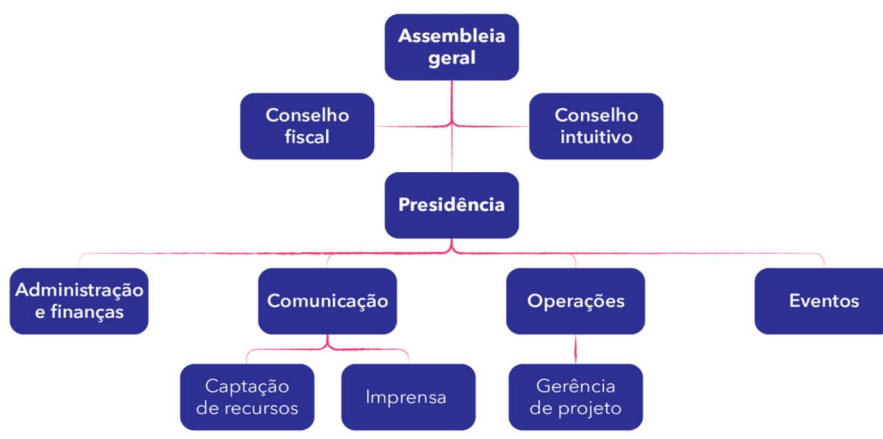 Assembleia
geral
Conselho
fiscal
Conselho
intuitivo
Presidência
Administração
e finanças
Comunicação
Operações
Eventos
Captação
de recursos
Imprensa
Gerência
de projeto